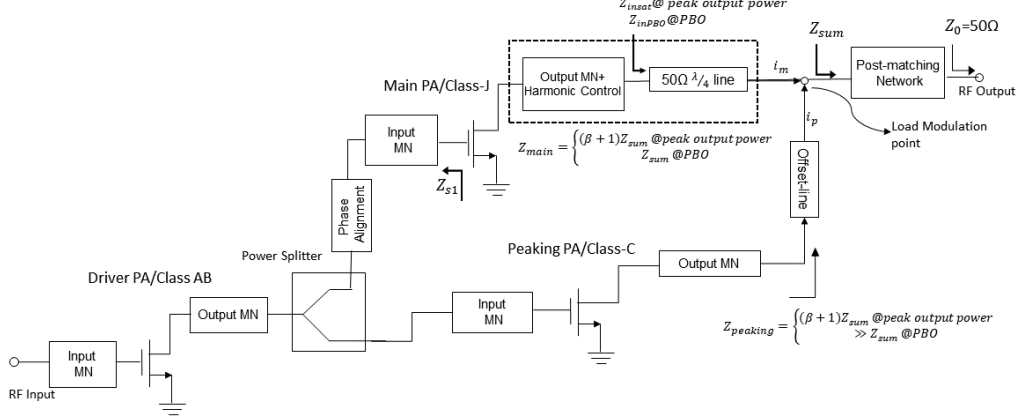 Z_insat@ peak output power
Z_inPBO@PBO
Z_sum
Z_0=50Ω
Main PA/Class-J
Output MN+
Harmonic Control
50Ω λ/4 line
i_m
Post-matching
Network
RF Output
Input
MN
Z_s1
Z_main = {(β + 1)Z_sum @peak output power
Z_sum @PBO
i_p
Load Modulation
point
Offset-line
Phase
Alignment
Power Splitter
Peaking PA/Class-C
Output MN
Driver PA/Class AB
Output MN
Input
MN
Z_peaking = {(β + 1)Z_sum @peak output power
≫ Z_sum @PBO
Input
MN
RF Input